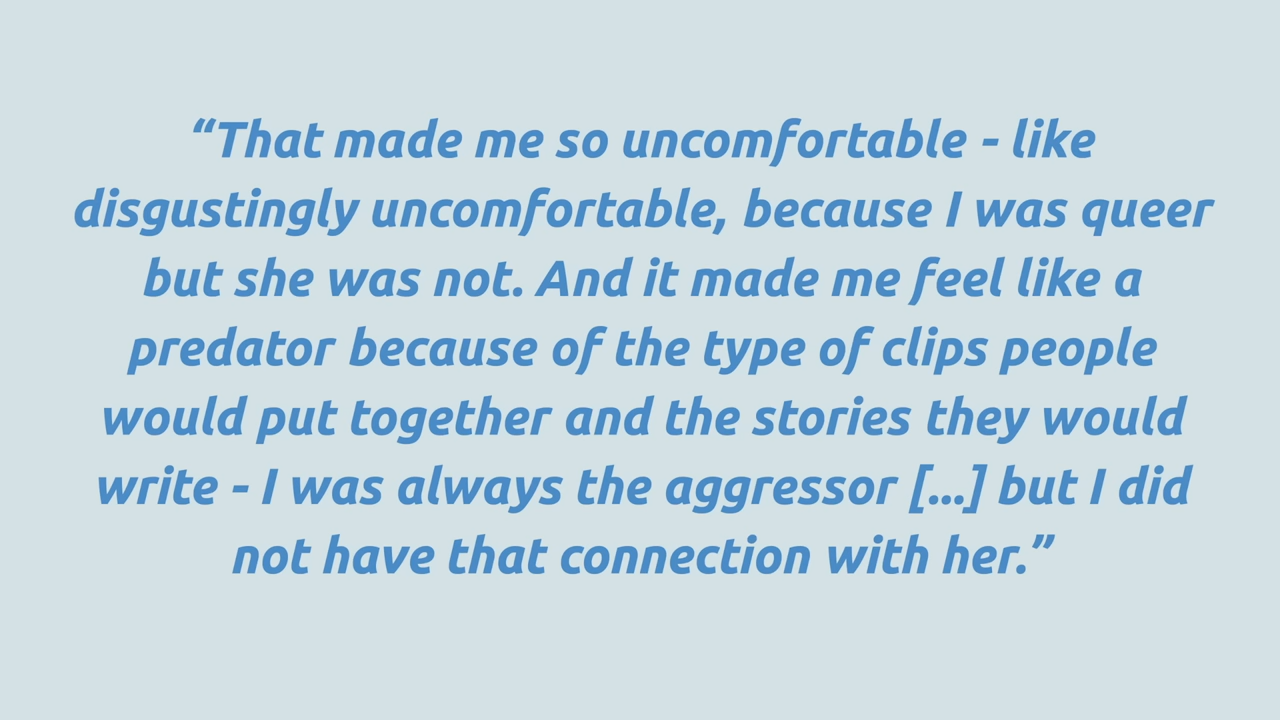 “That made me so uncomfortable - like
disgustingly uncomfortable, because I was queer
but she was not. And it made me feel like a
predator because of the type of clips people
would put together and the stories they would
write - I was always the aggressor [...] but I did
not have that connection with her.”